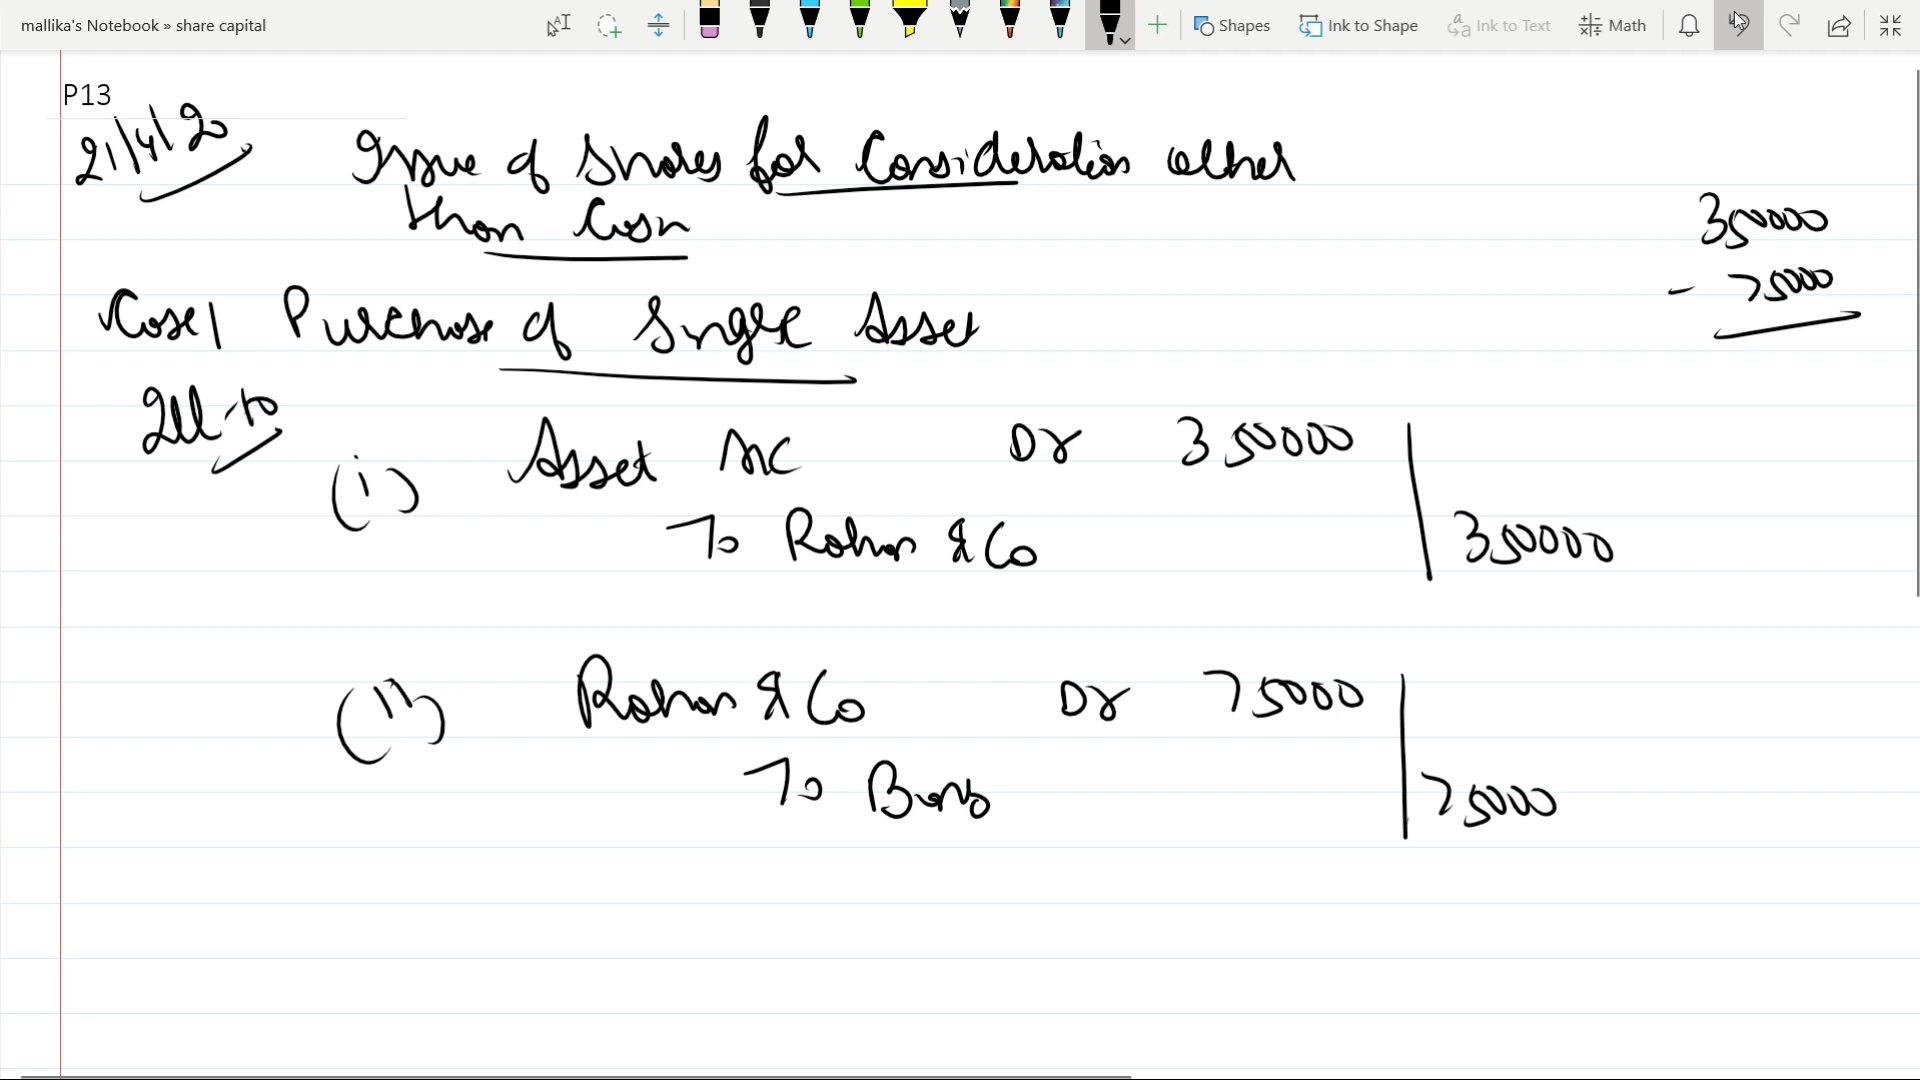 mallika's Notebook » share capital
Shapes Ink to Shape Ink to Text Math
P13
21/4/20 Issue of Shares for Consideration other
than Cash
350000
- 75000
Case 1 Purchase of Single Asset
Ill-10
(i) Asset A/C Dr 350000
To Rohan & Co 350000
(ii) Rohan & Co Dr 75000
To Bank 75000